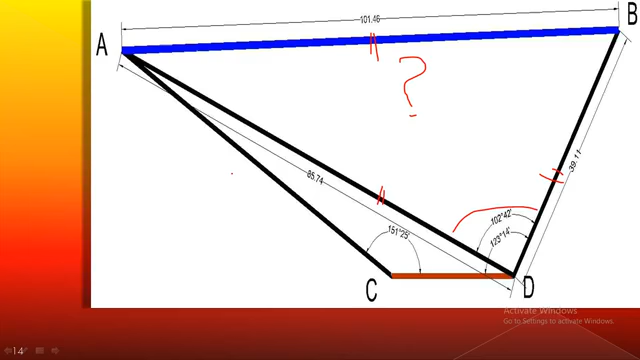 101.46
B
A
?
39.11
85.74
102°42'
123°14'
151°25'
C
D
Activate Windows
Go to Settings to activate Windows.
14